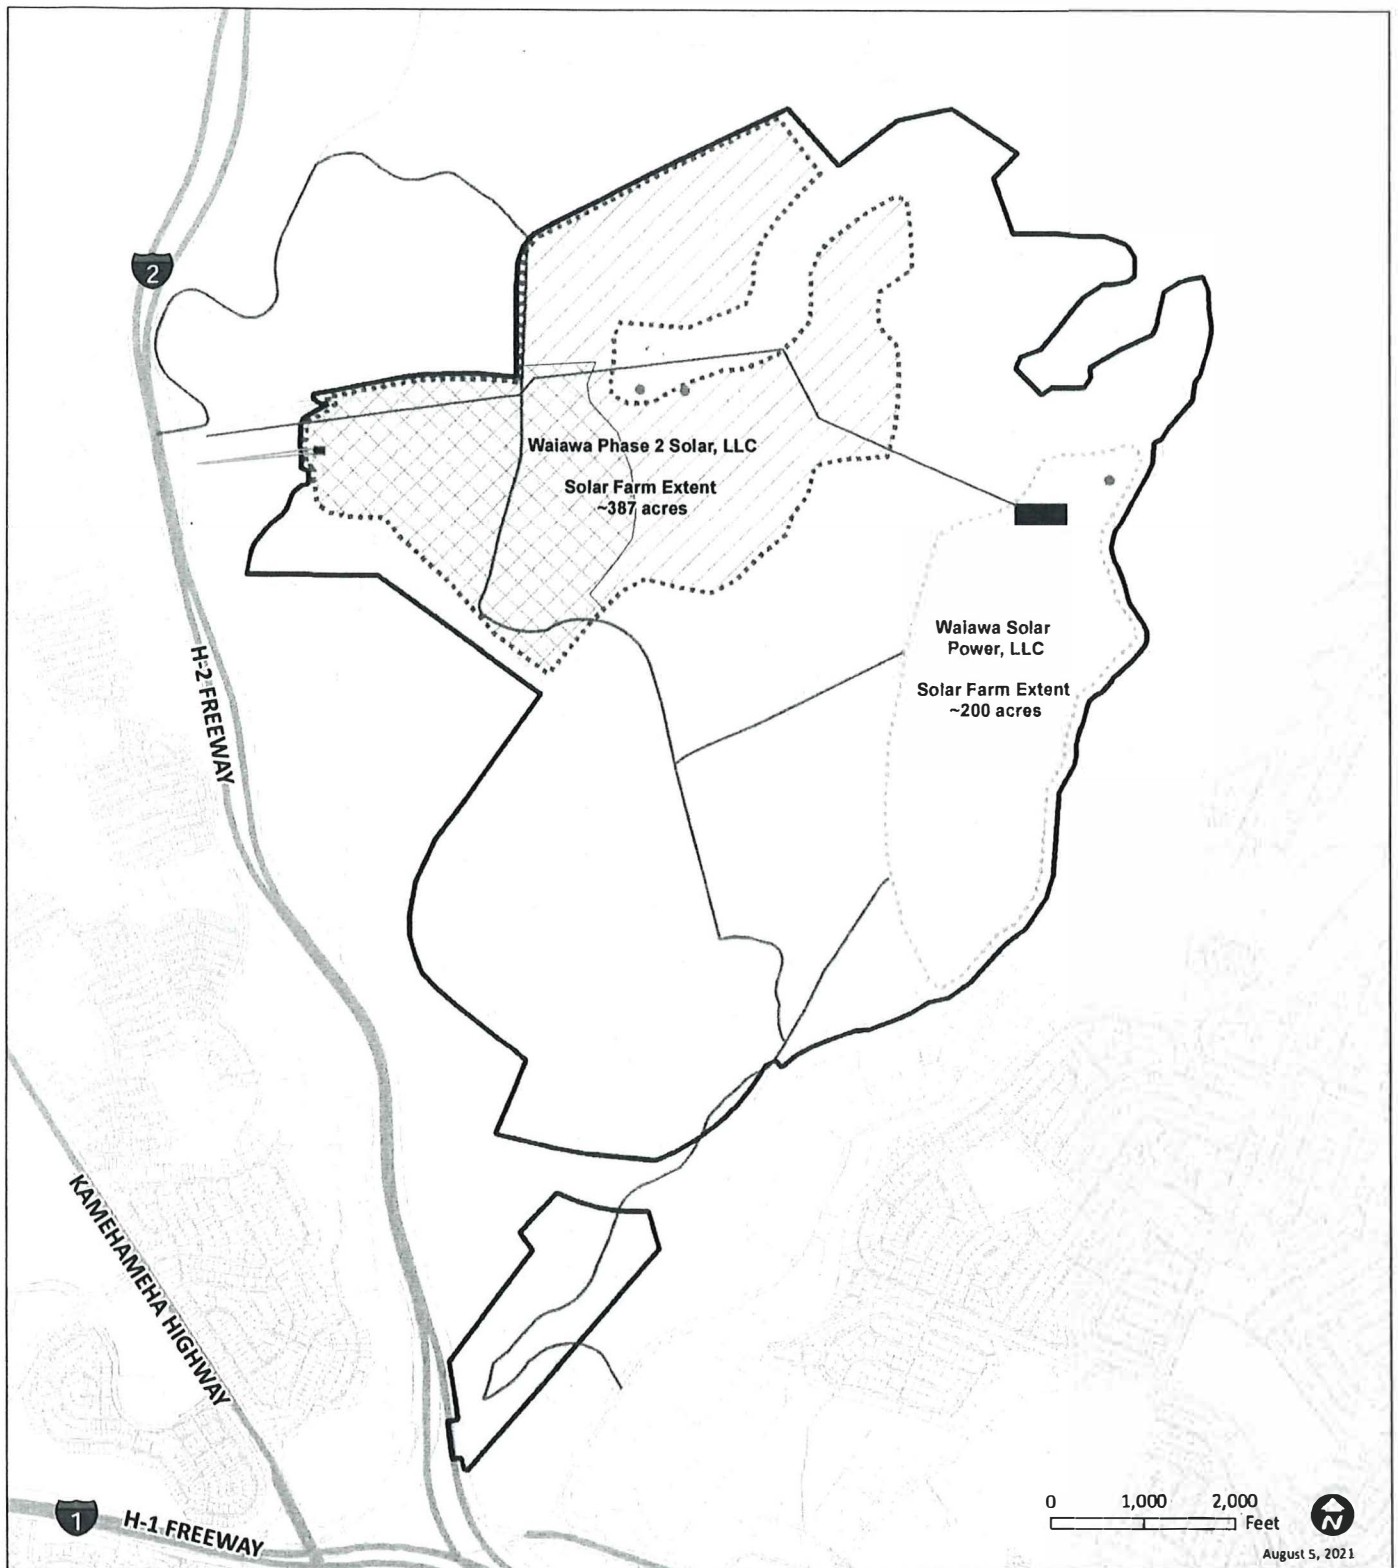 2
Waiawa Phase 2 Solar, LLC
Solar Farm Extent
~387 acres
Waiawa Solar
Power, LLC
Solar Farm Extent
~200 acres
H-2 FREEWAY
KAMEHAMEHA HIGHWAY
1
H-1 FREEWAY
0 1,000 2,000
Feet
N
August 5, 2021